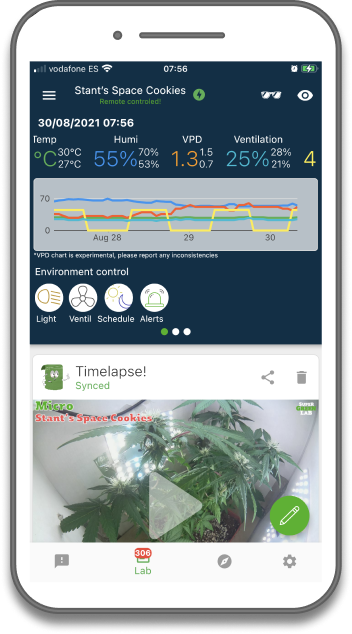 vodafone ES 07:56
Stant's Space Cookies
Remote controled!
30/08/2021 07:56
Temp Humi VPD Ventilation
°C 30°C 27°C 55% 70% 53% 1.3 1.5 0.7 25% 28% 21% 4
70
0
Aug 28 29 30
*VPD chart is experimental, please report any inconsistencies
Environment control
Light Ventil Schedule Alerts
Timelapse!
Synced
Micro
Stant's Space Cookies
SUPER
GREEN
LAB
306
Lab